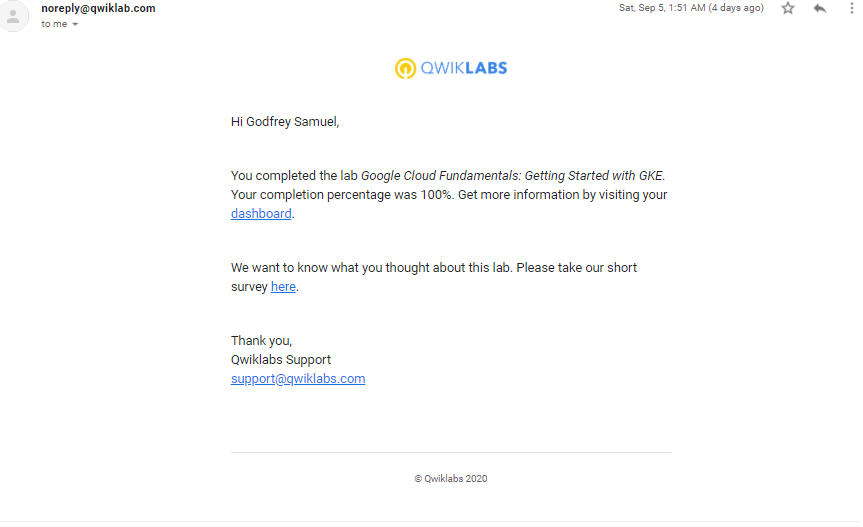 noreply@qwiklab.com
Sat, Sep 5, 1:51 AM (4 days ago)
to me
QWIKLABS
Hi Godfrey Samuel,
You completed the lab Google Cloud Fundamentals: Getting Started with GKE.
Your completion percentage was 100%. Get more information by visiting your
dashboard.
We want to know what you thought about this lab. Please take our short
survey here.
Thank you,
Qwiklabs Support
support@qwiklabs.com
© Qwiklabs 2020